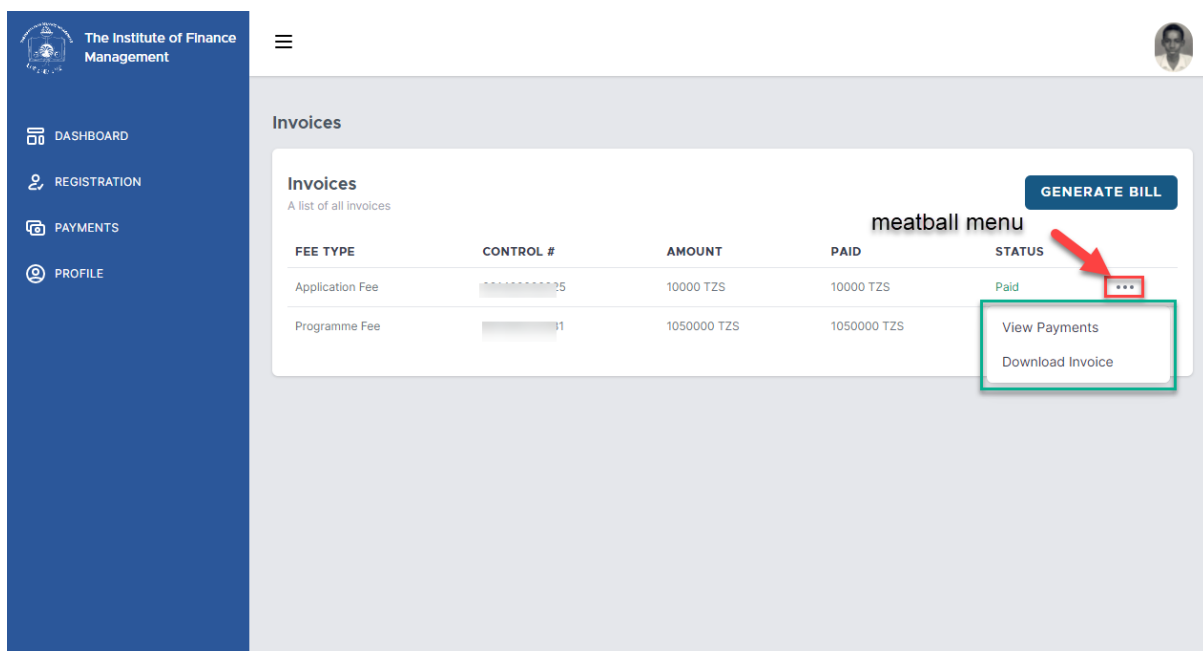 The Institute of Finance
Management
DASHBOARD
REGISTRATION
PAYMENTS
PROFILE
Invoices
Invoices
A list of all invoices
GENERATE BILL
meatball menu
FEE TYPE CONTROL # AMOUNT PAID STATUS
Application Fee 10000 TZS 10000 TZS Paid
Programme Fee 1050000 TZS 1050000 TZS
View Payments
Download Invoice